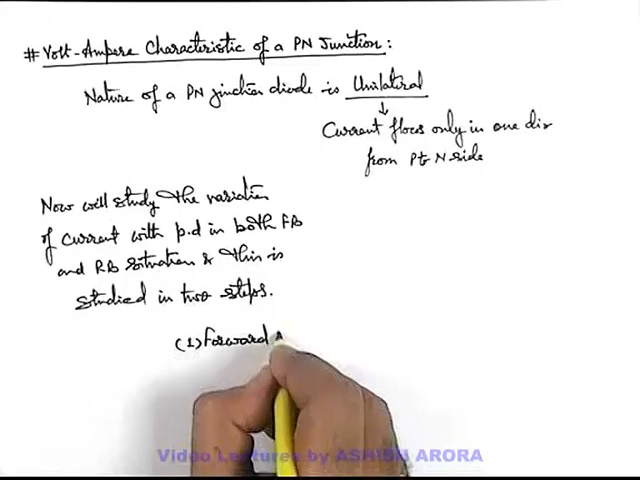 # Volt-Ampere Characteristic of a PN Junction :
Nature of a PN junction diode is Unilateral
Current flows only in one dir
from P to N side
Now will study the variation
of current with p.d in both FB
and RB situation & this is
studied in two steps.
(1) Forward
Video Lectures by ASHISH ARORA